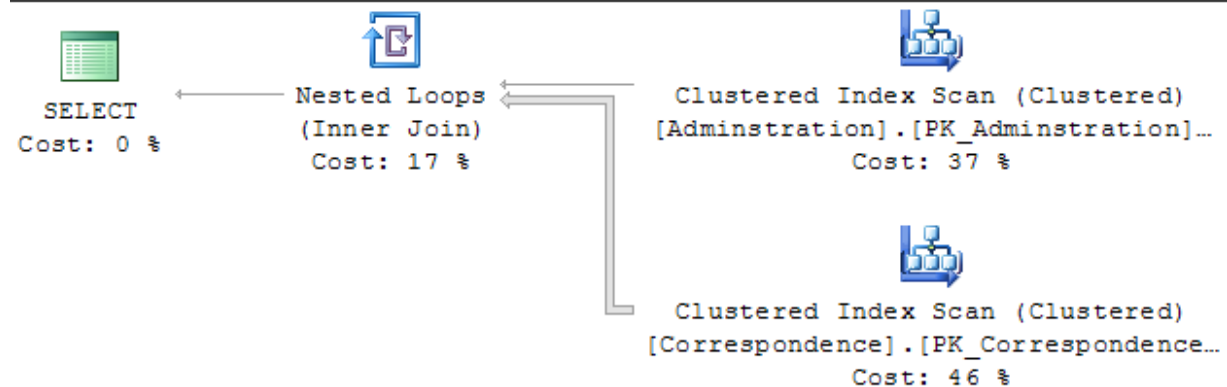 SELECT
Cost: 0 %
Nested Loops
(Inner Join)
Cost: 17 %
Clustered Index Scan (Clustered)
[Adminstration].[PK_Adminstration]…
Cost: 37 %
Clustered Index Scan (Clustered)
[Correspondence].[PK_Correspondence…
Cost: 46 %